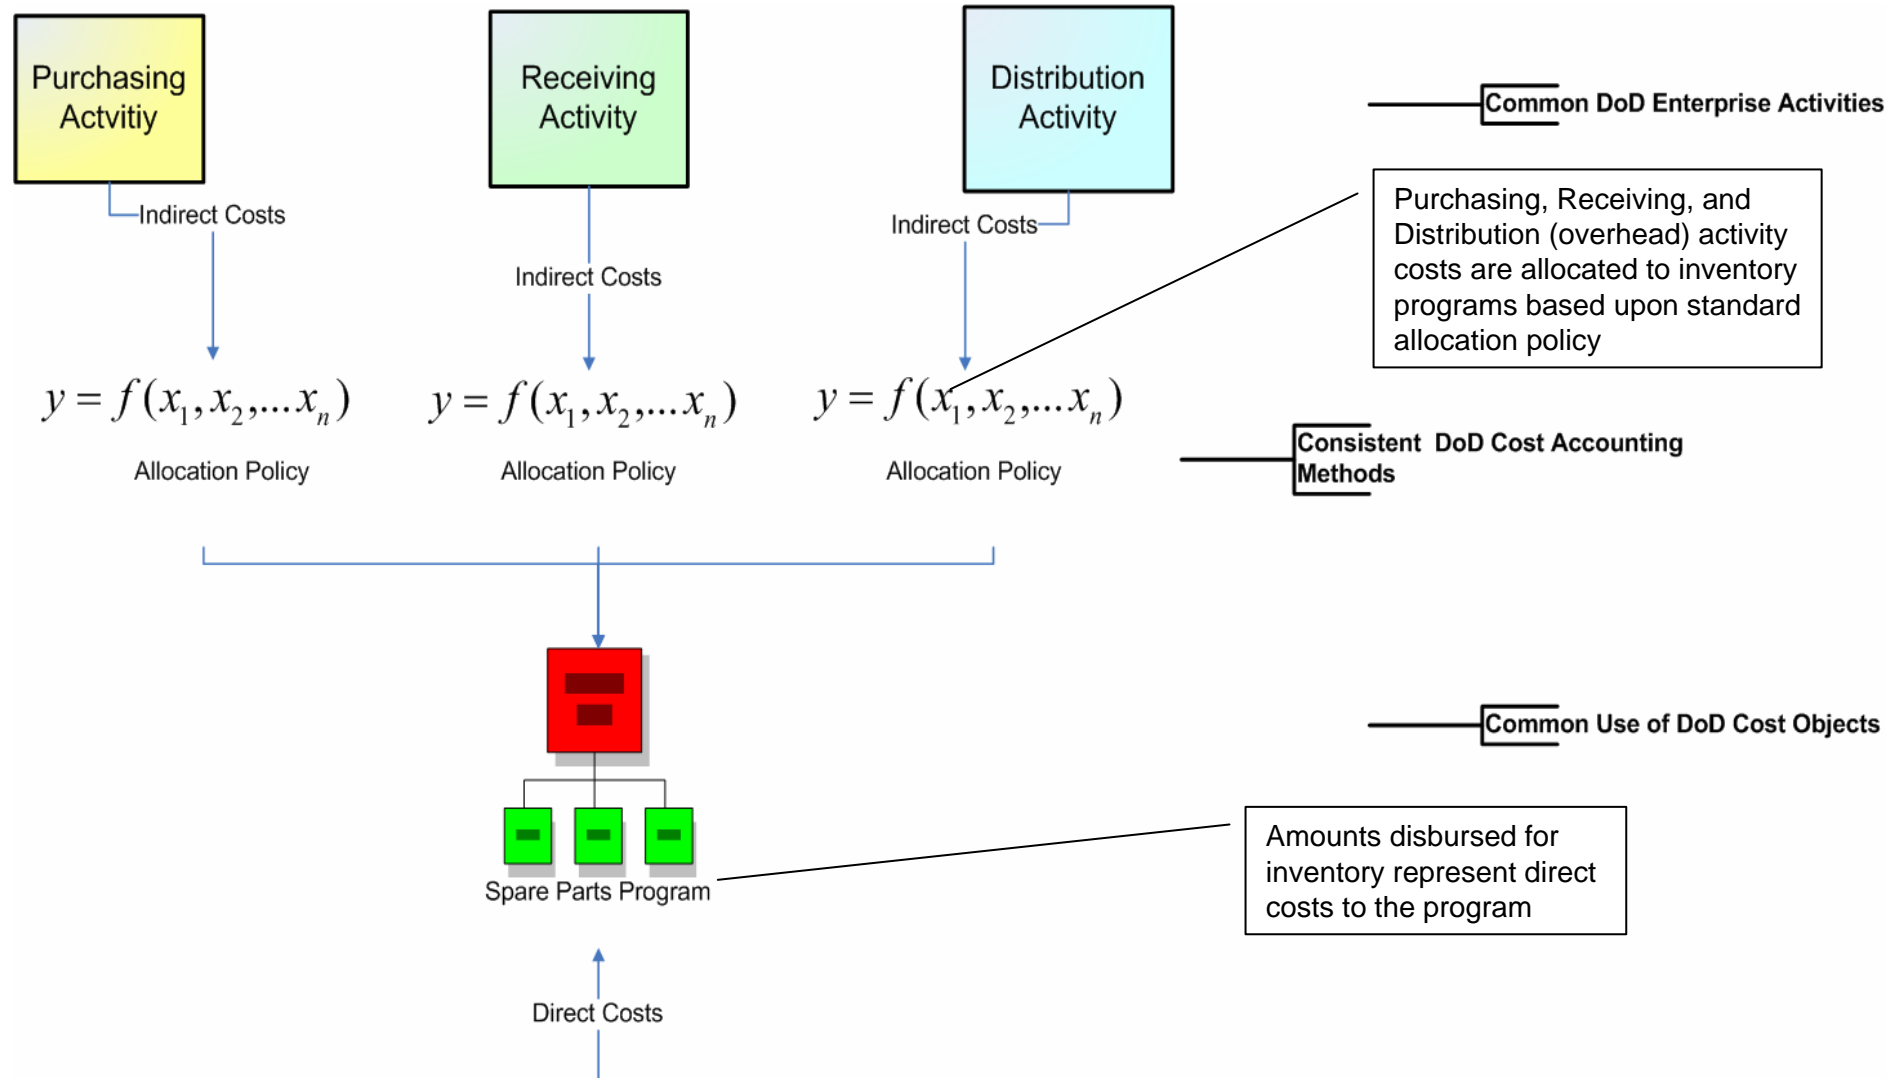 Purchasing
Actvitiy
Receiving
Activity
Distribution
Activity
Common DoD Enterprise Activities
Indirect Costs
Indirect Costs
Indirect Costs
Purchasing, Receiving, and
Distribution (overhead) activity
costs are allocated to inventory
programs based upon standard
allocation policy
y = f(x₁, x₂,...xₙ)
y = f(x₁, x₂,...xₙ)
y = f(x₁, x₂,...xₙ)
Allocation Policy
Allocation Policy
Allocation Policy
Consistent DoD Cost Accounting
Methods
Common Use of DoD Cost Objects
Spare Parts Program
Amounts disbursed for
inventory represent direct
costs to the program
Direct Costs